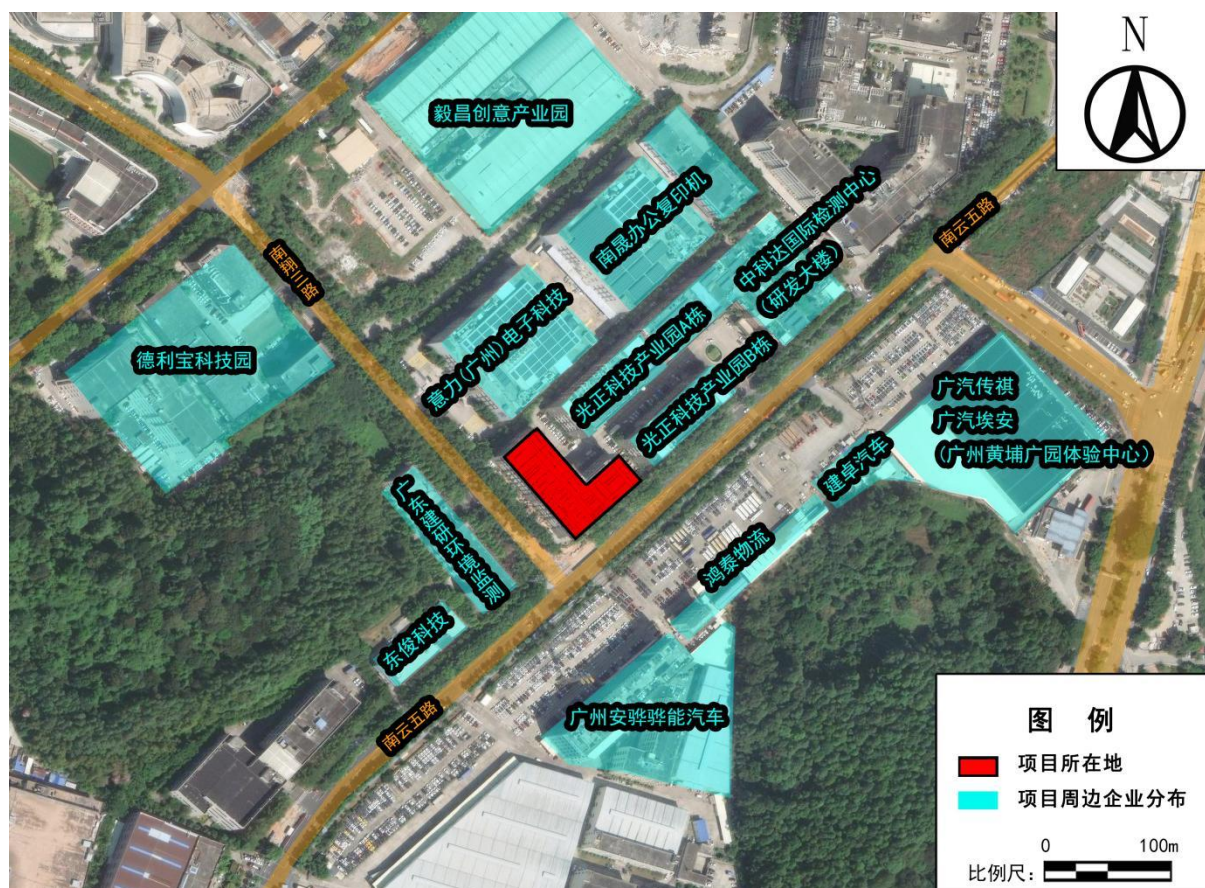 N
毅昌创意产业园
南晟办公复印机
中科达国际检测中心
（研发大楼）
南云五路
南翔三路
德利宝科技园
意力(广州)电子科技
光正科技产业园A栋
光正科技产业园B栋
广汽传祺
广汽埃安
（广州黄埔广园体验中心）
建卓汽车
鸿泰物流
广东建研环境监测
东俊科技
南云五路
广州安骅骅能汽车
图 例
项目所在地
项目周边企业分布
0 100m
比例尺：